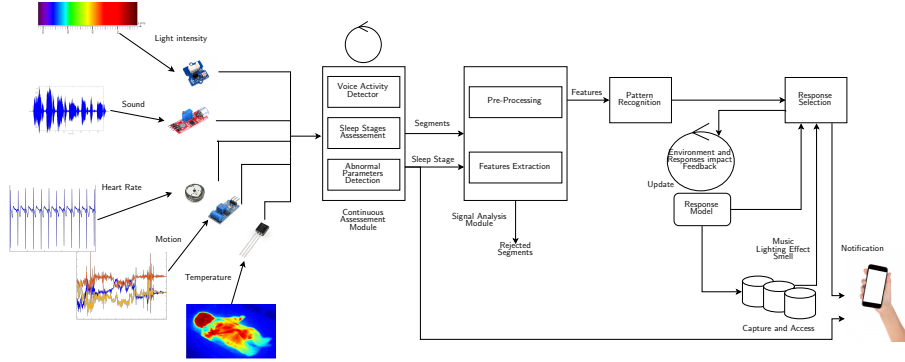 Light intensity
Sound
Heart Rate
Motion
Temperature
Voice Activity
Detector
Sleep Stages
Assessment
Abnormal
Parameters
Detection
Continuous
Assessment
Module
Segments
Sleep Stage
Pre-Processing
Features Extraction
Signal Analysis
Module
Rejected
Segments
Features
Pattern
Recognition
Response
Selection
Environment and
Responses impact
Feedback
Update
Response
Model
Music
Lighting Effect
Smell
Capture and Access
Notification